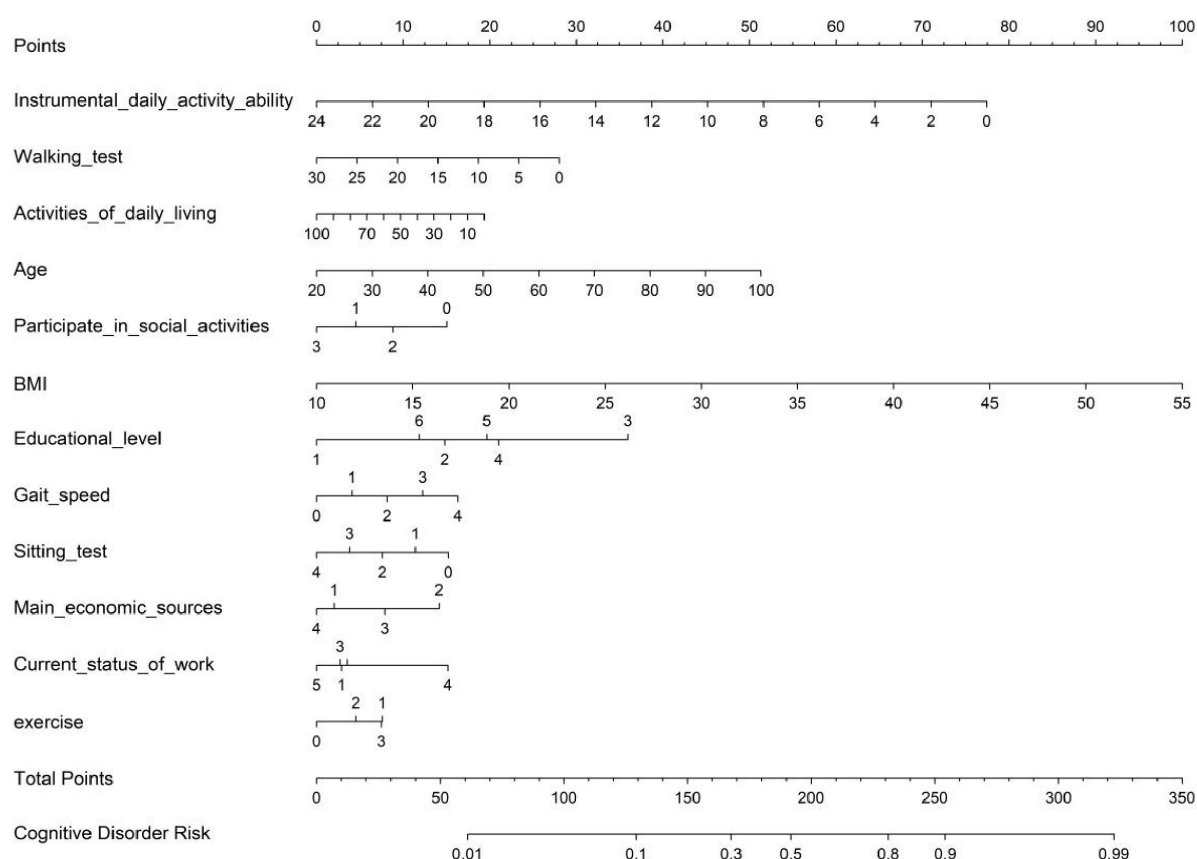 0 10 20 30 40 50 60 70 80 90 100
Points
Instrumental_daily_activity_ability
24 22 20 18 16 14 12 10 8 6 4 2 0
Walking_test
30 25 20 15 10 5 0
Activities_of_daily_living
100 70 50 30 10
Age
20 30 40 50 60 70 80 90 100
1 0
Participate_in_social_activities
3 2
BMI
10 15 20 25 30 35 40 45 50 55
6 5 3
Educational_level
1 2 4
1 3
Gait_speed
0 2 4
3 1
Sitting_test
4 2 0
1 2
Main_economic_sources
4 3
3
Current_status_of_work
5 1 4
2 1
exercise
0 3
Total Points
0 50 100 150 200 250 300 350
Cognitive Disorder Risk
0.01 0.1 0.3 0.5 0.8 0.9 0.99